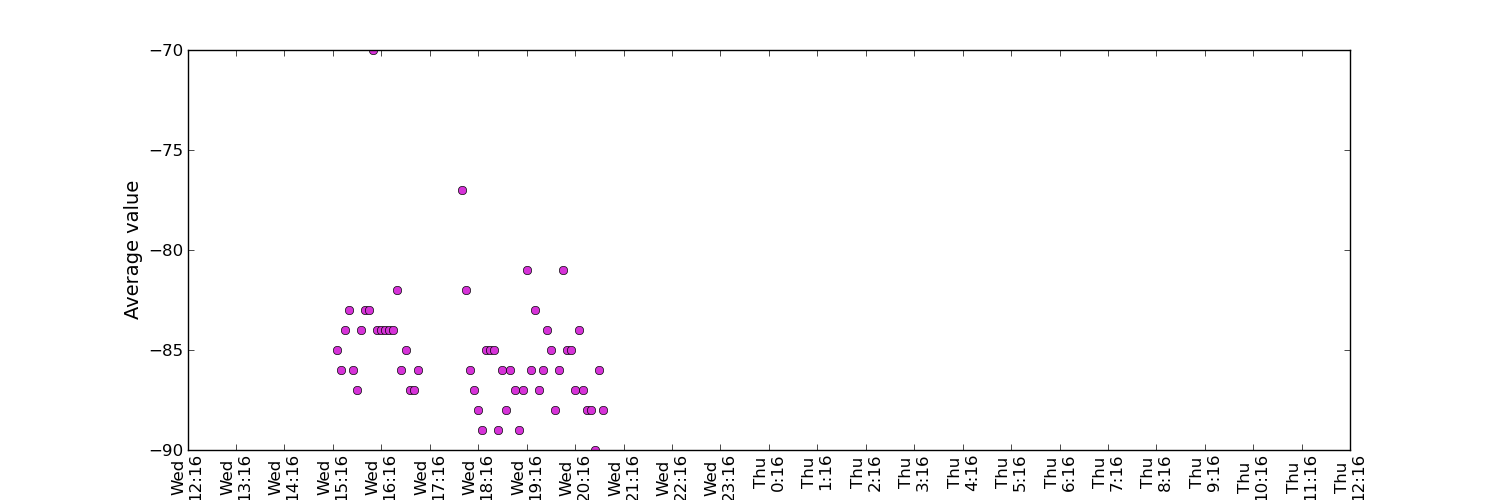 −70
−75
−80
−85
−90
Average value
Wed
12:16
Wed
13:16
Wed
14:16
Wed
15:16
Wed
16:16
Wed
17:16
Wed
18:16
Wed
19:16
Wed
20:16
Wed
21:16
Wed
22:16
Wed
23:16
Thu
0:16
Thu
1:16
Thu
2:16
Thu
3:16
Thu
4:16
Thu
5:16
Thu
6:16
Thu
7:16
Thu
8:16
Thu
9:16
Thu
10:16
Thu
11:16
Thu
12:16